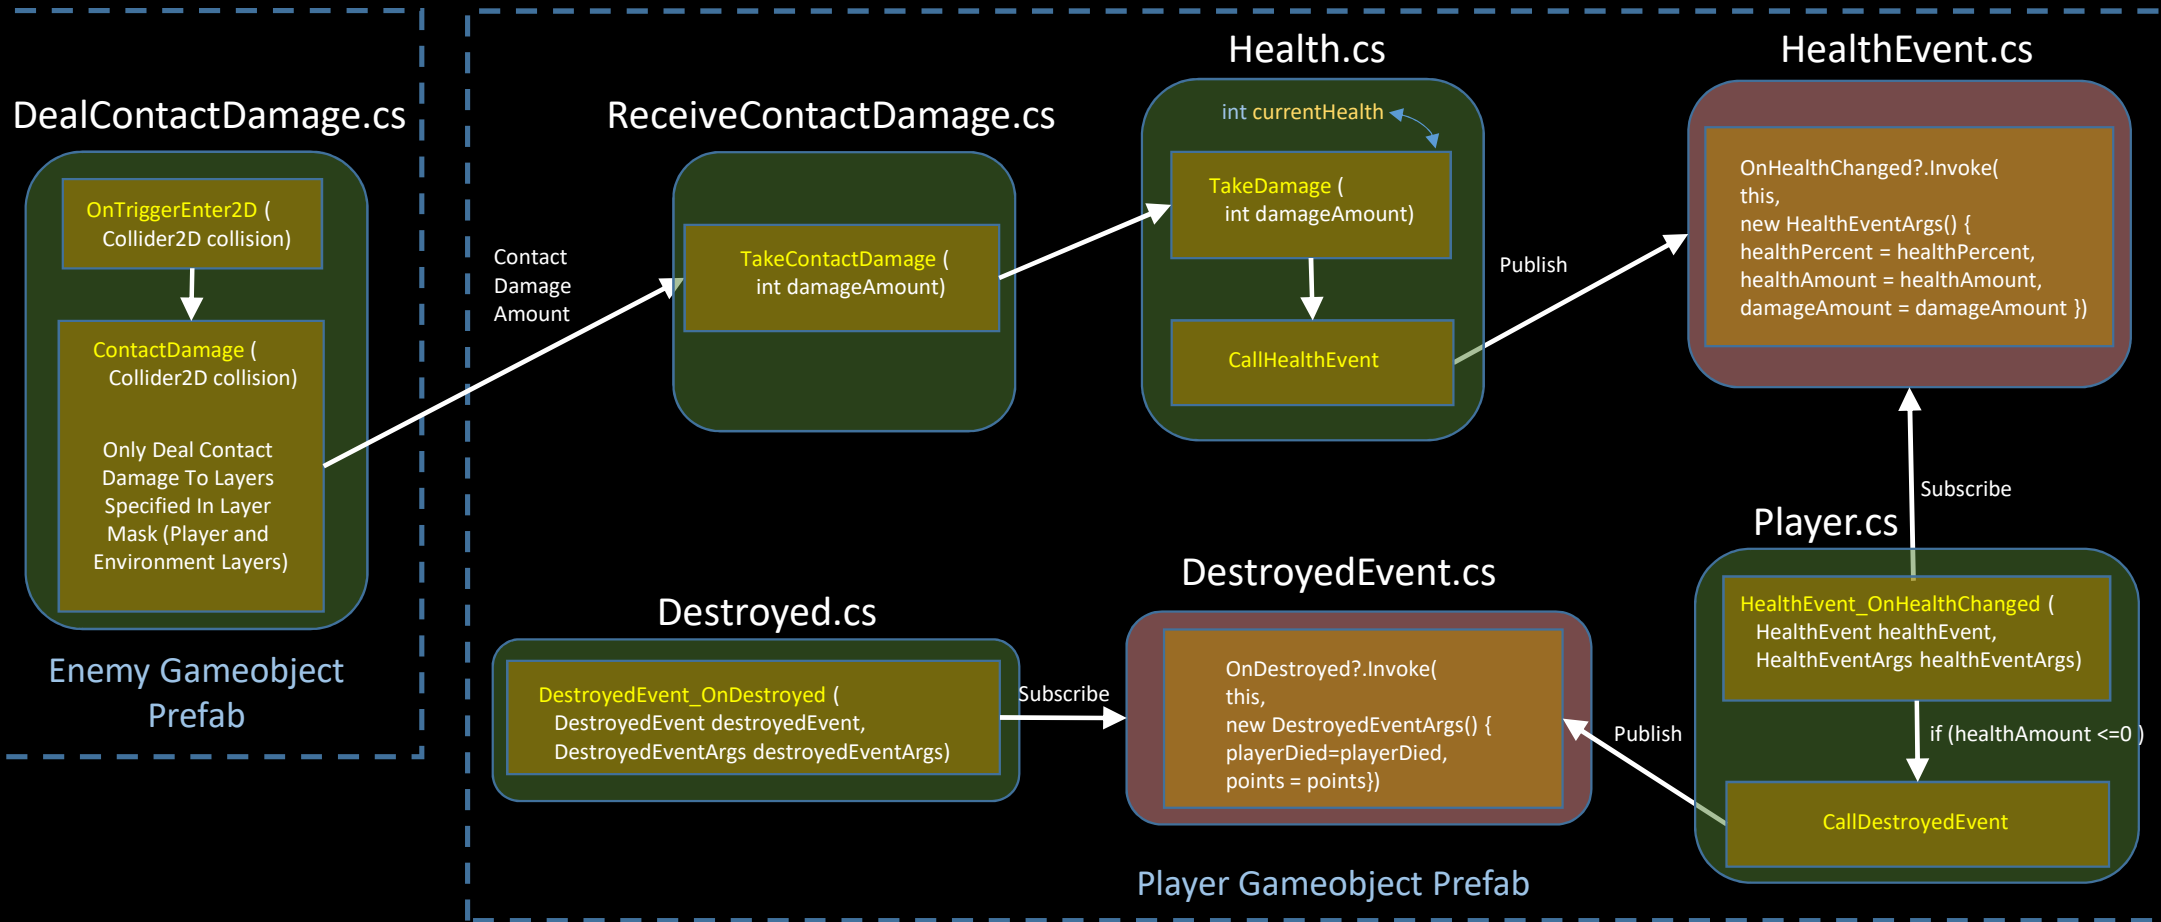 DealContactDamage.cs
OnTriggerEnter2D (
Collider2D collision)
ContactDamage (
Collider2D collision)
Only Deal Contact
Damage To Layers
Specified In Layer
Mask (Player and
Environment Layers)
Enemy Gameobject
Prefab
Contact
Damage
Amount
ReceiveContactDamage.cs
TakeContactDamage (
int damageAmount)
Health.cs
int currentHealth
TakeDamage (
int damageAmount)
CallHealthEvent
Publish
HealthEvent.cs
OnHealthChanged?.Invoke(
this,
new HealthEventArgs() {
healthPercent = healthPercent,
healthAmount = healthAmount,
damageAmount = damageAmount })
Subscribe
Player.cs
HealthEvent_OnHealthChanged (
HealthEvent healthEvent,
HealthEventArgs healthEventArgs)
if (healthAmount <=0 )
CallDestroyedEvent
Publish
DestroyedEvent.cs
OnDestroyed?.Invoke(
this,
new DestroyedEventArgs() {
playerDied=playerDied,
points = points})
Subscribe
Destroyed.cs
DestroyedEvent_OnDestroyed (
DestroyedEvent destroyedEvent,
DestroyedEventArgs destroyedEventArgs)
Player Gameobject Prefab